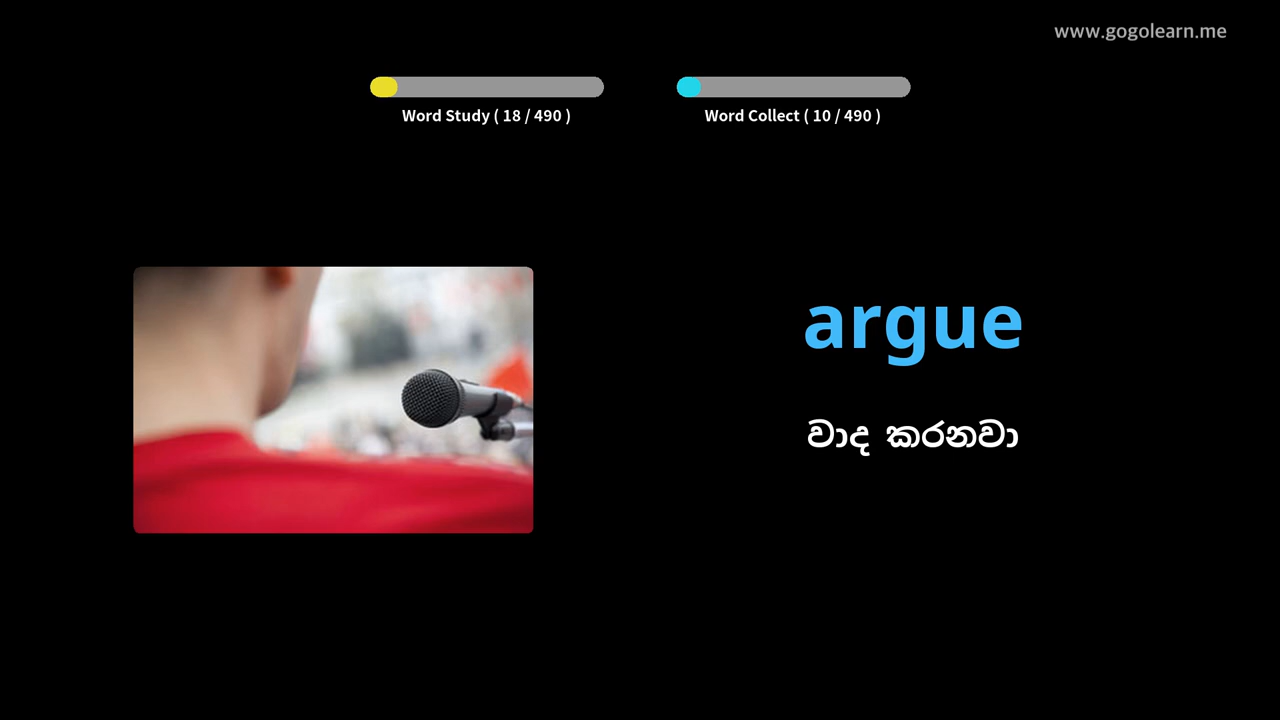 www.gogolearn.me
Word Study ( 18 / 490 )
Word Collect ( 10 / 490 )
argue
වාද කරනවා